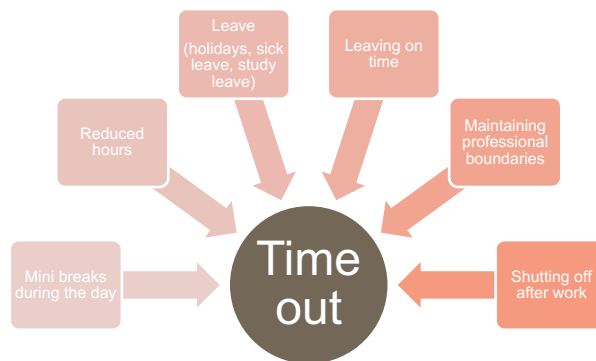 Leave
(holidays, sick
leave, study
leave)
Leaving on
time
Reduced
hours
Maintaining
professional
boundaries
Mini breaks
during the day
Time
out
Shutting off
after work